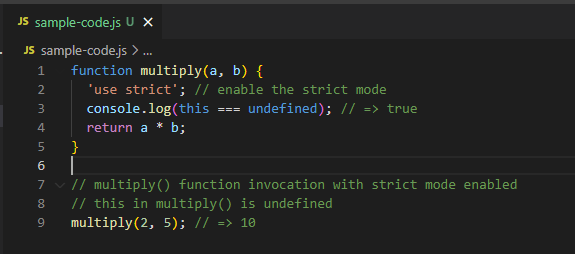 JS sample-code.js U ×
JS sample-code.js > ...
1 function multiply(a, b) {
2   'use strict'; // enable the strict mode
3   console.log(this === undefined); // => true
4   return a * b;
5 }
6
7 // multiply() function invocation with strict mode enabled
8 // this in multiply() is undefined
9 multiply(2, 5); // => 10